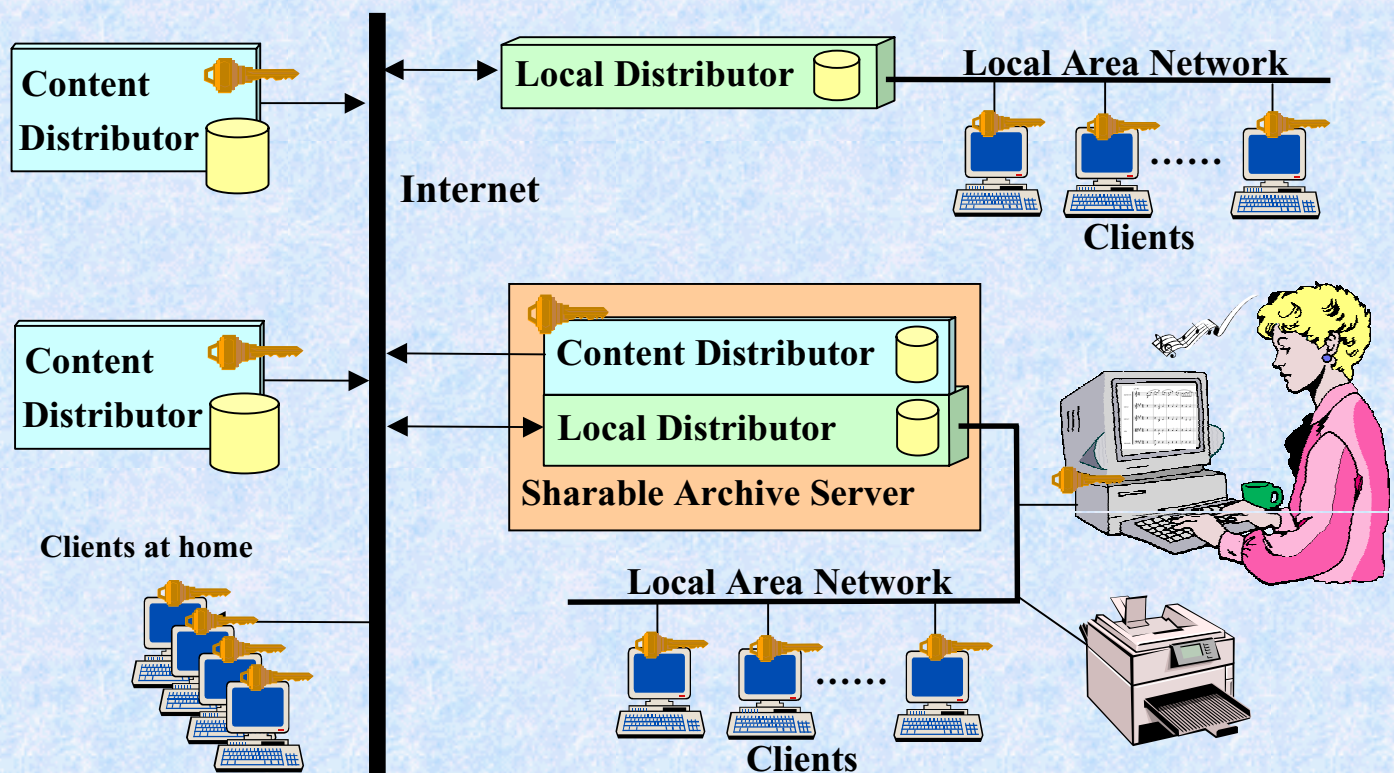 Content
Distributor
Local Distributor
Local Area Network
......
Clients
Internet
Content
Distributor
Content Distributor
Local Distributor
Sharable Archive Server
Clients at home
Local Area Network
......
Clients